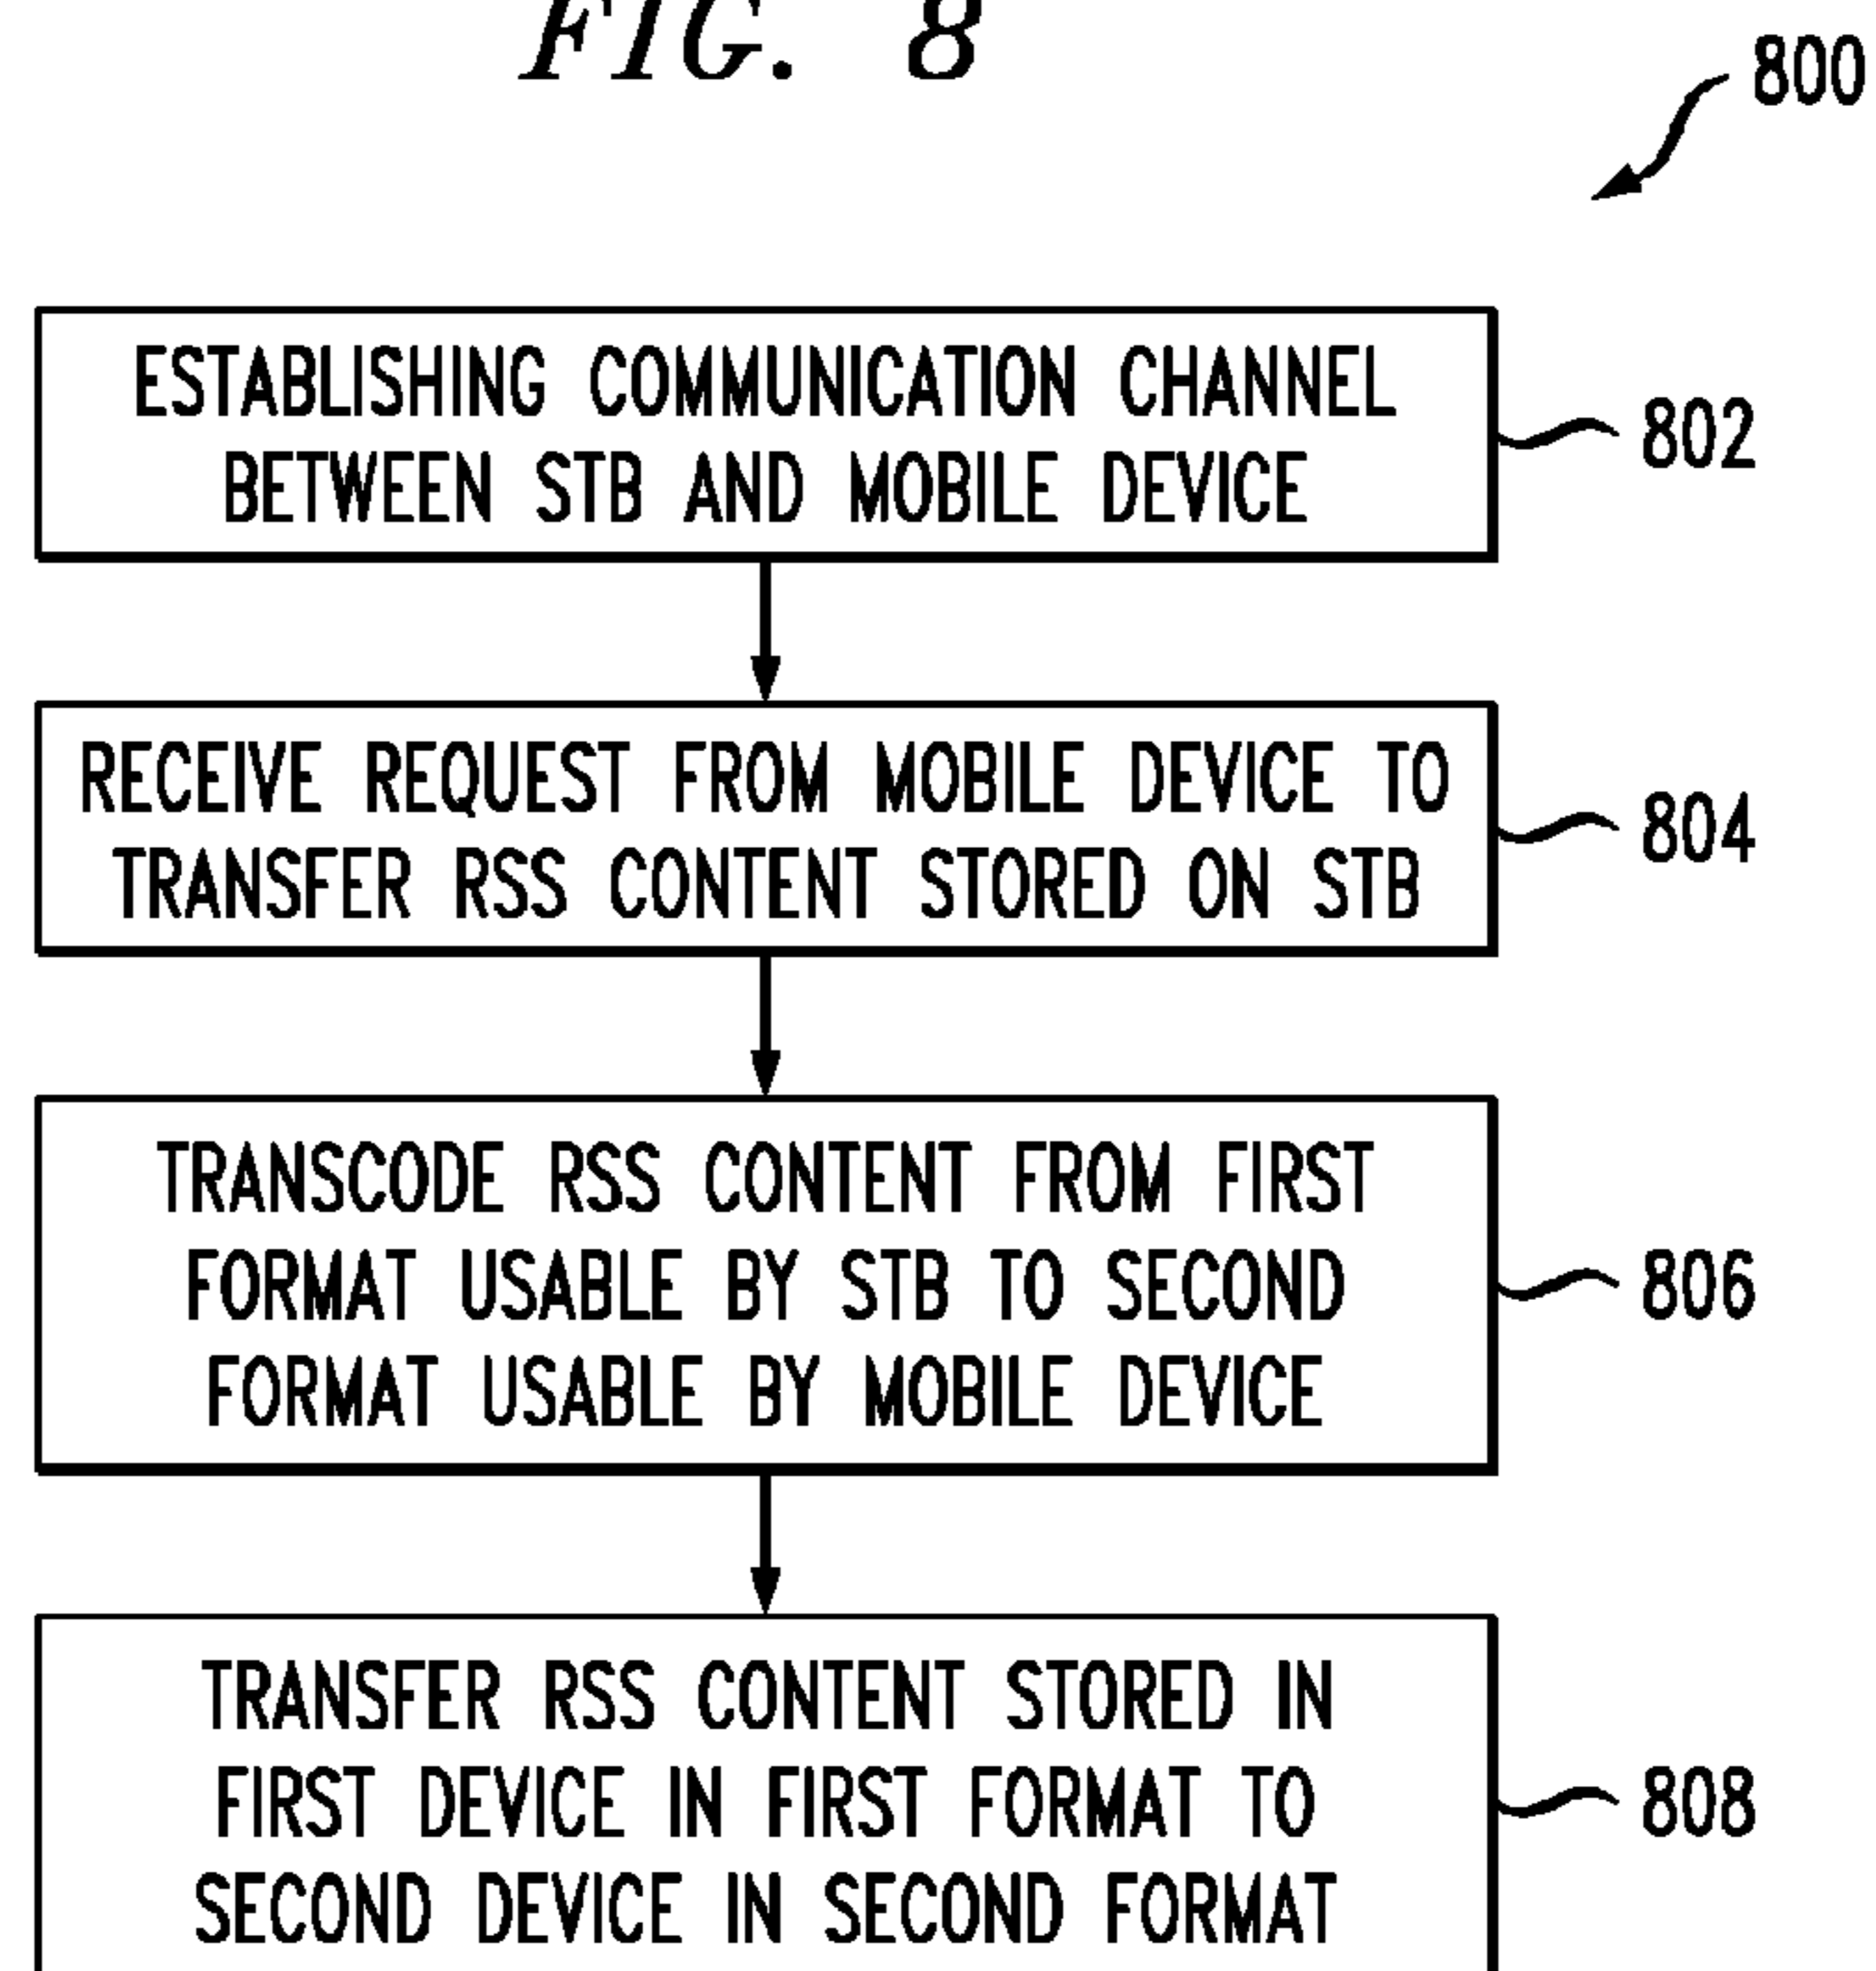 FIG. 8
800
ESTABLISHING COMMUNICATION CHANNEL
BETWEEN STB AND MOBILE DEVICE
802
RECEIVE REQUEST FROM MOBILE DEVICE TO
TRANSFER RSS CONTENT STORED ON STB
804
TRANSCODE RSS CONTENT FROM FIRST
FORMAT USABLE BY STB TO SECOND
FORMAT USABLE BY MOBILE DEVICE
806
TRANSFER RSS CONTENT STORED IN
FIRST DEVICE IN FIRST FORMAT TO
SECOND DEVICE IN SECOND FORMAT
808